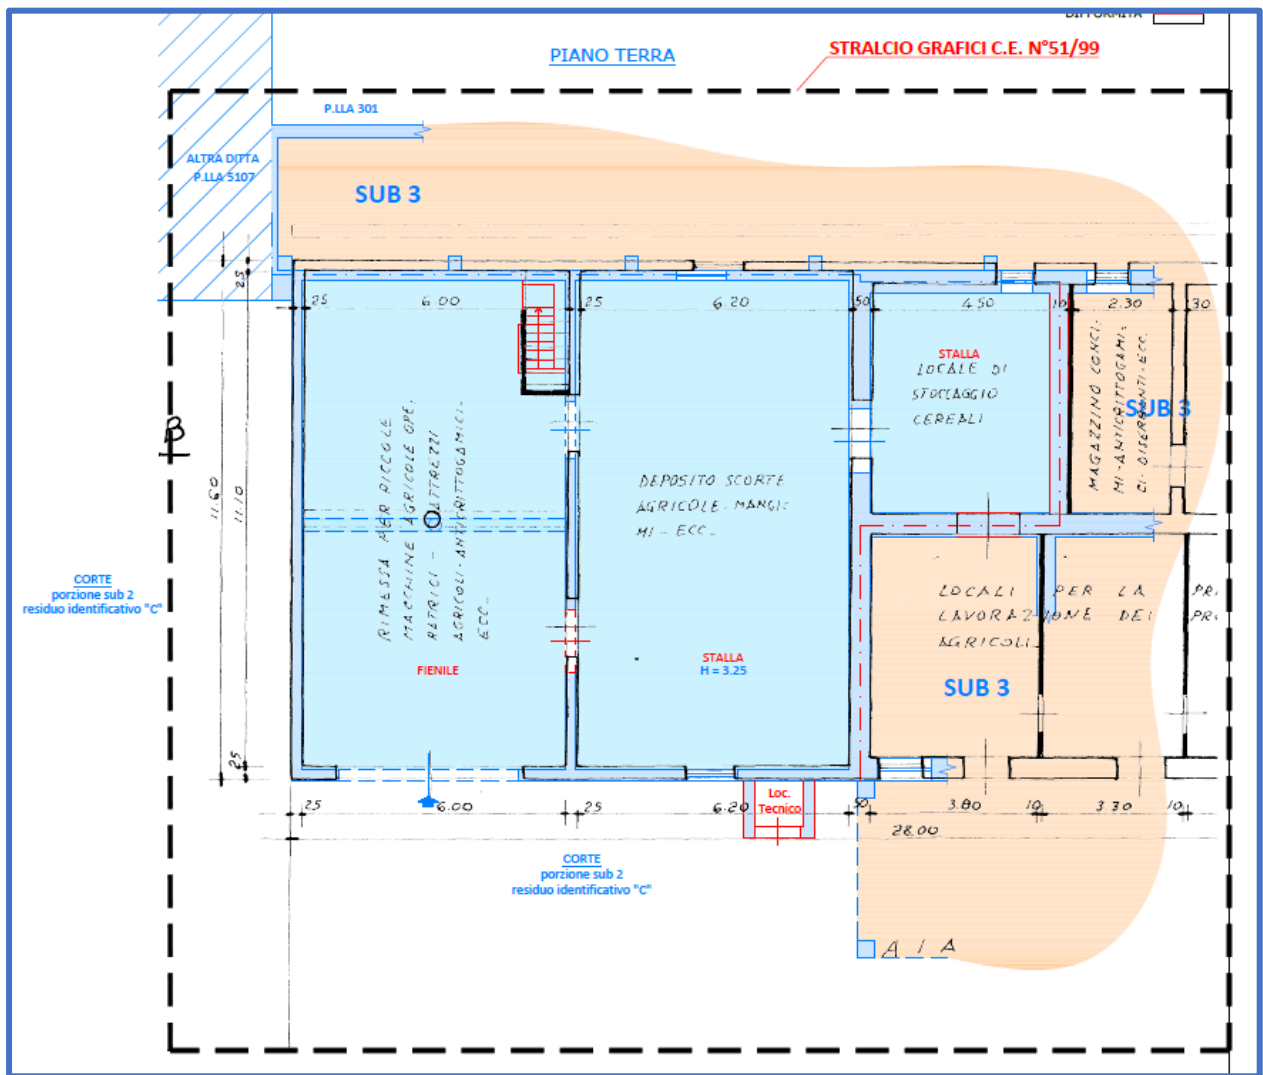 DIFFORMITÀ
PIANO TERRA
STRALCIO GRAFICI C.E. N°51/99
P.LLA 301
ALTRA DITTA
P.LLA 5107
SUB 3
25
25
6.00
25
6.20
50
4.50
10
2.30
30
STALLA
LOCALE DI
STOCCAGGIO
CEREALI
MAGAZZINO CONCI-
MI-ANTICRITTOGAMI-
CI-DISERBANTI-ECC.
SUB 3
B
11.60
11.10
RIMESSA PER PICCOLE
MACCHINE AGRICOLE OPE-
RATRICI - ATTREZZI
AGRICOLI-ANTICRITTOGAMICI-
ECC-
DEPOSITO SCORTE
AGRICOLE-MANGI-
MI - ECC-
CORTE
porzione sub 2
residuo identificativo "C"
LOCALI PER LA
LAVORAZIONE DEI
AGRICOLI
PR
PR
FIENILE
STALLA
H = 3.25
SUB 3
25
Loc.
Tecnico
25
6.00
25
6.20
50
3.80
10
3.30
10
28.00
CORTE
porzione sub 2
residuo identificativo "C"
AIA